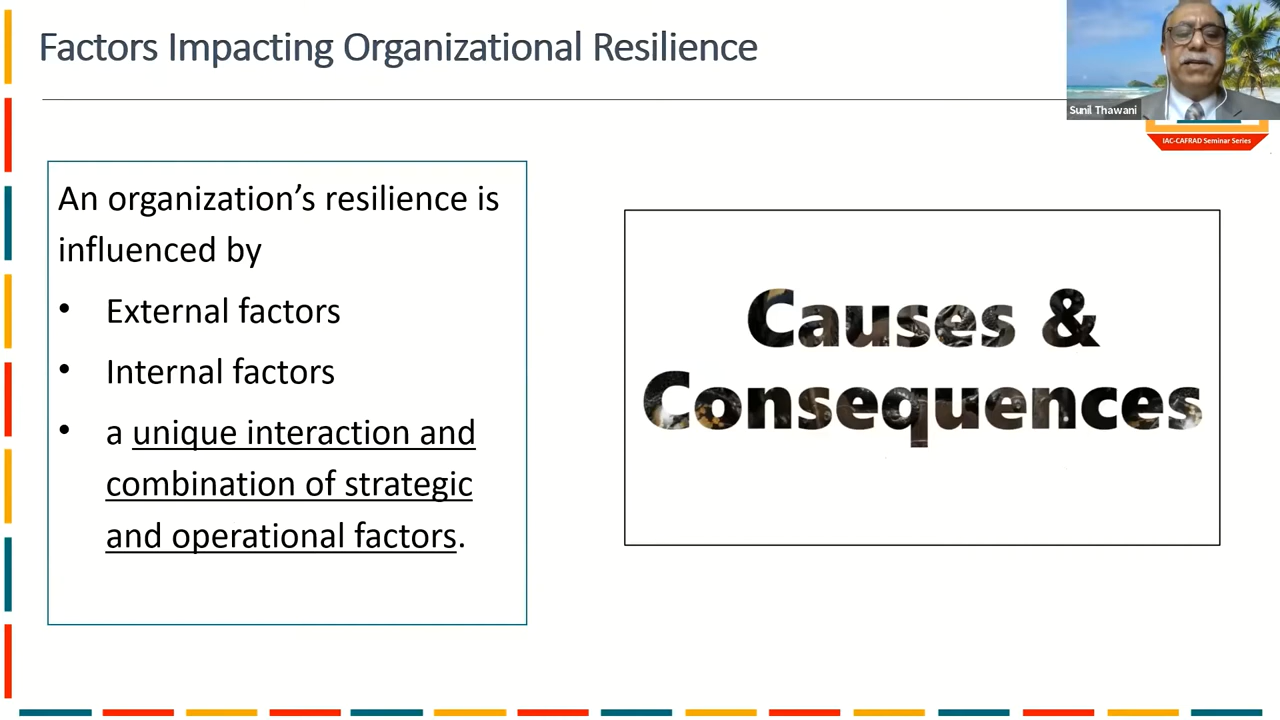 Factors Impacting Organizational Resilience
Sunil Thawani
IAC-CAFRAD Seminar Series
An organization’s resilience is
influenced by
• External factors
• Internal factors
• a unique interaction and
combination of strategic
and operational factors.
Causes &
Consequences